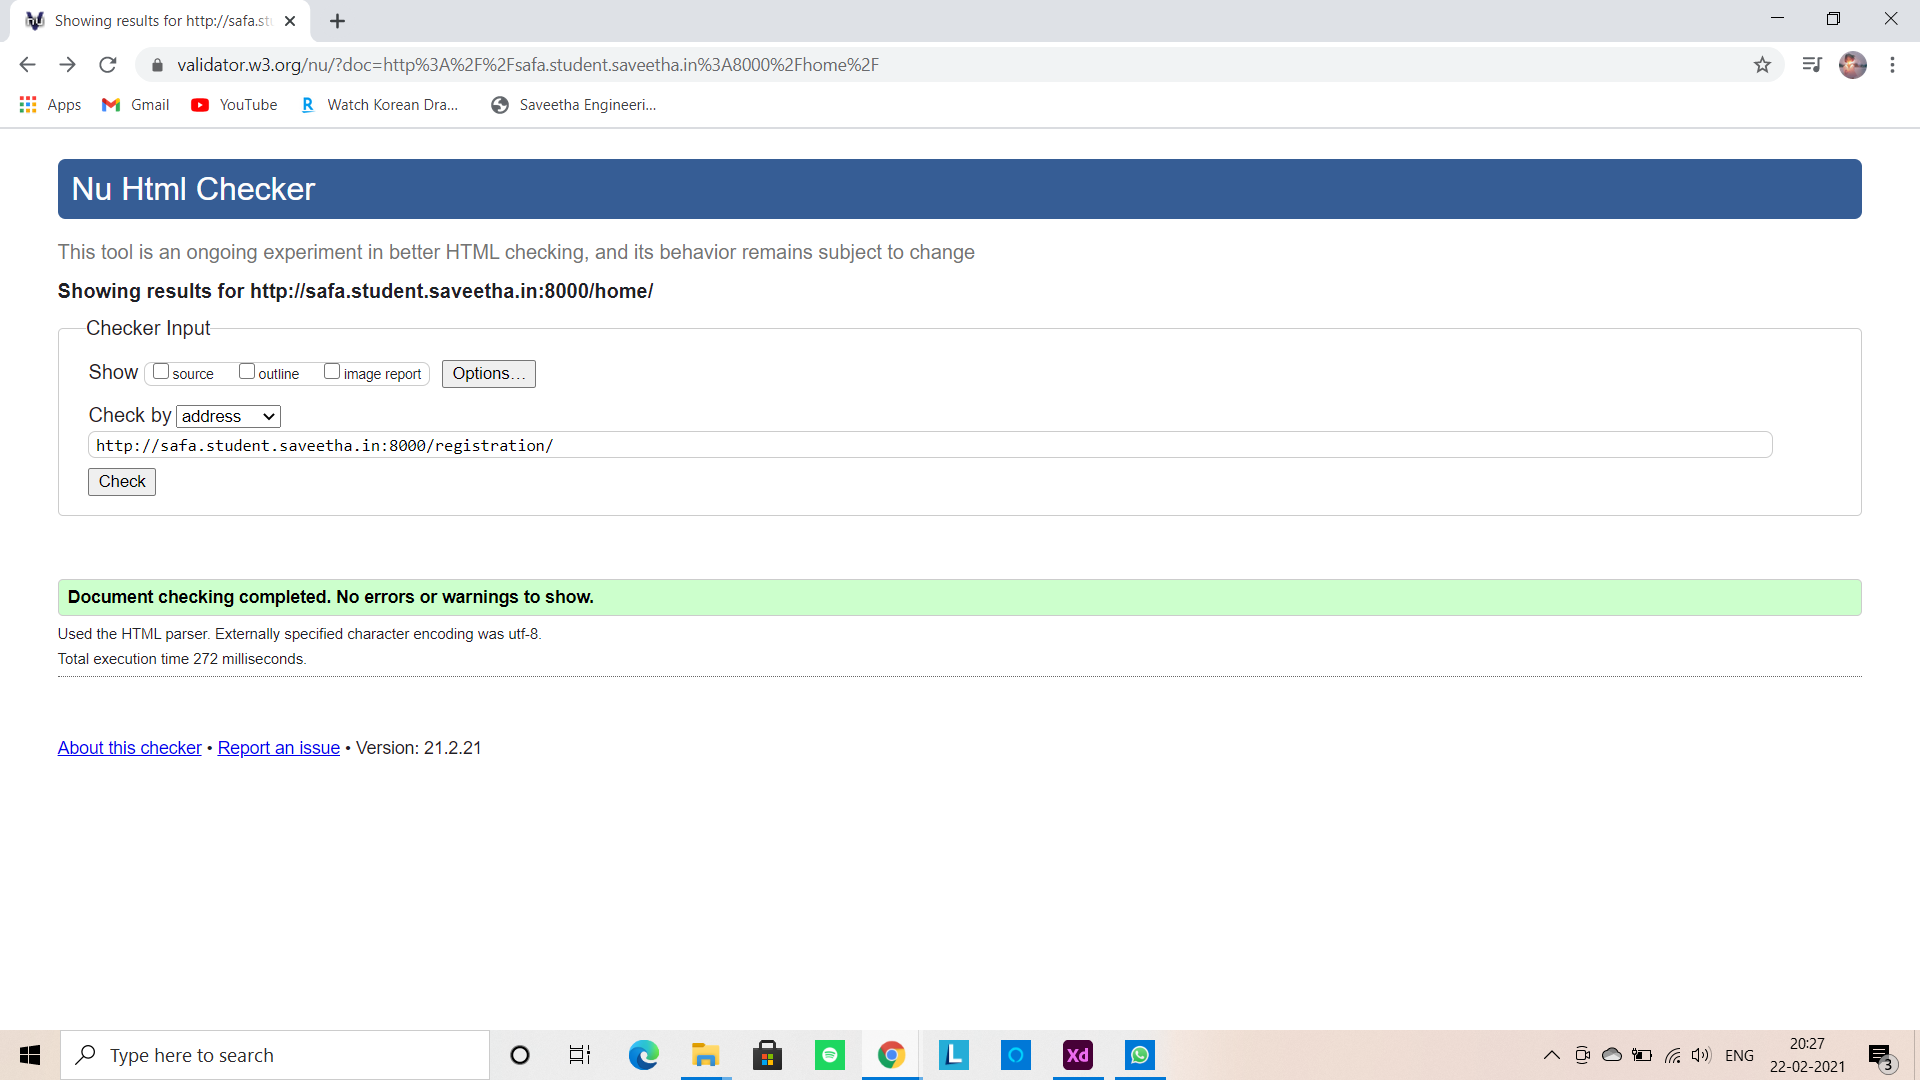 Showing results for http://safa.st
validator.w3.org/nu/?doc=http%3A%2F%2Fsafa.student.saveetha.in%3A8000%2Fhome%2F
Apps Gmail YouTube R Watch Korean Dra... Saveetha Engineeri...
Nu Html Checker
This tool is an ongoing experiment in better HTML checking, and its behavior remains subject to change
Showing results for http://safa.student.saveetha.in:8000/home/
Checker Input
Show source outline image report Options...
Check by address
http://safa.student.saveetha.in:8000/registration/
Check
Document checking completed. No errors or warnings to show.
Used the HTML parser. Externally specified character encoding was utf-8.
Total execution time 272 milliseconds.
About this checker • Report an issue • Version: 21.2.21
Type here to search
L
Xd
ENG
20:27
22-02-2021
3